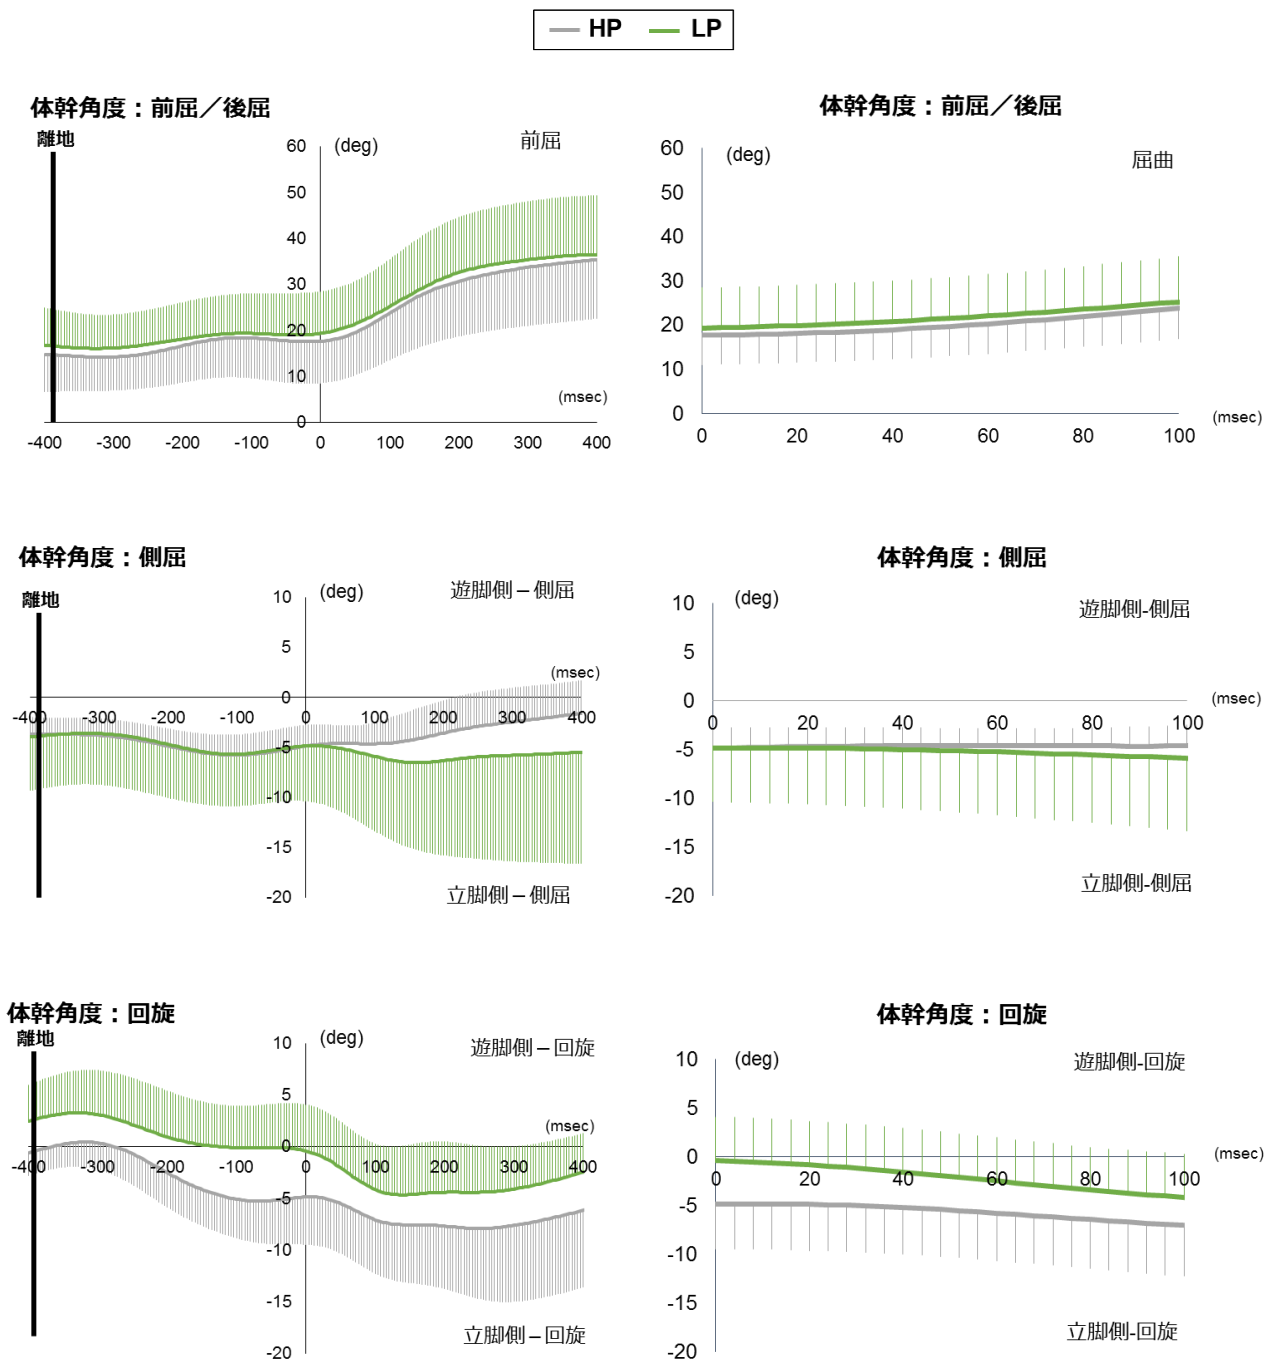 HP LP
体幹角度：前屈／後屈
離地
60 (deg) 前屈
50
40
30
20
10
(msec)
0
-400 -300 -200 -100 0 100 200 300 400
体幹角度：前屈／後屈
60 (deg) 屈曲
50
40
30
20
10
0 (msec)
0 20 40 60 80 100
体幹角度：側屈
離地
10 (deg) 遊脚側 – 側屈
5
(msec)
0
-400 -300 -200 -100 0 100 200 300 400
-5
-10
-15
-20 立脚側 – 側屈
体幹角度：側屈
10 (deg) 遊脚側-側屈
5
0 (msec)
0 20 40 60 80 100
-5
-10
-15
-20 立脚側-側屈
体幹角度：回旋
離地
10 (deg) 遊脚側 – 回旋
5
(msec)
0
-400 -300 -200 -100 0 100 200 300 400
-5
-10
-15
立脚側 – 回旋
-20
体幹角度：回旋
10 (deg) 遊脚側-回旋
5
0 (msec)
0 20 40 60 80 100
-5
-10
-15
立脚側-回旋
-20